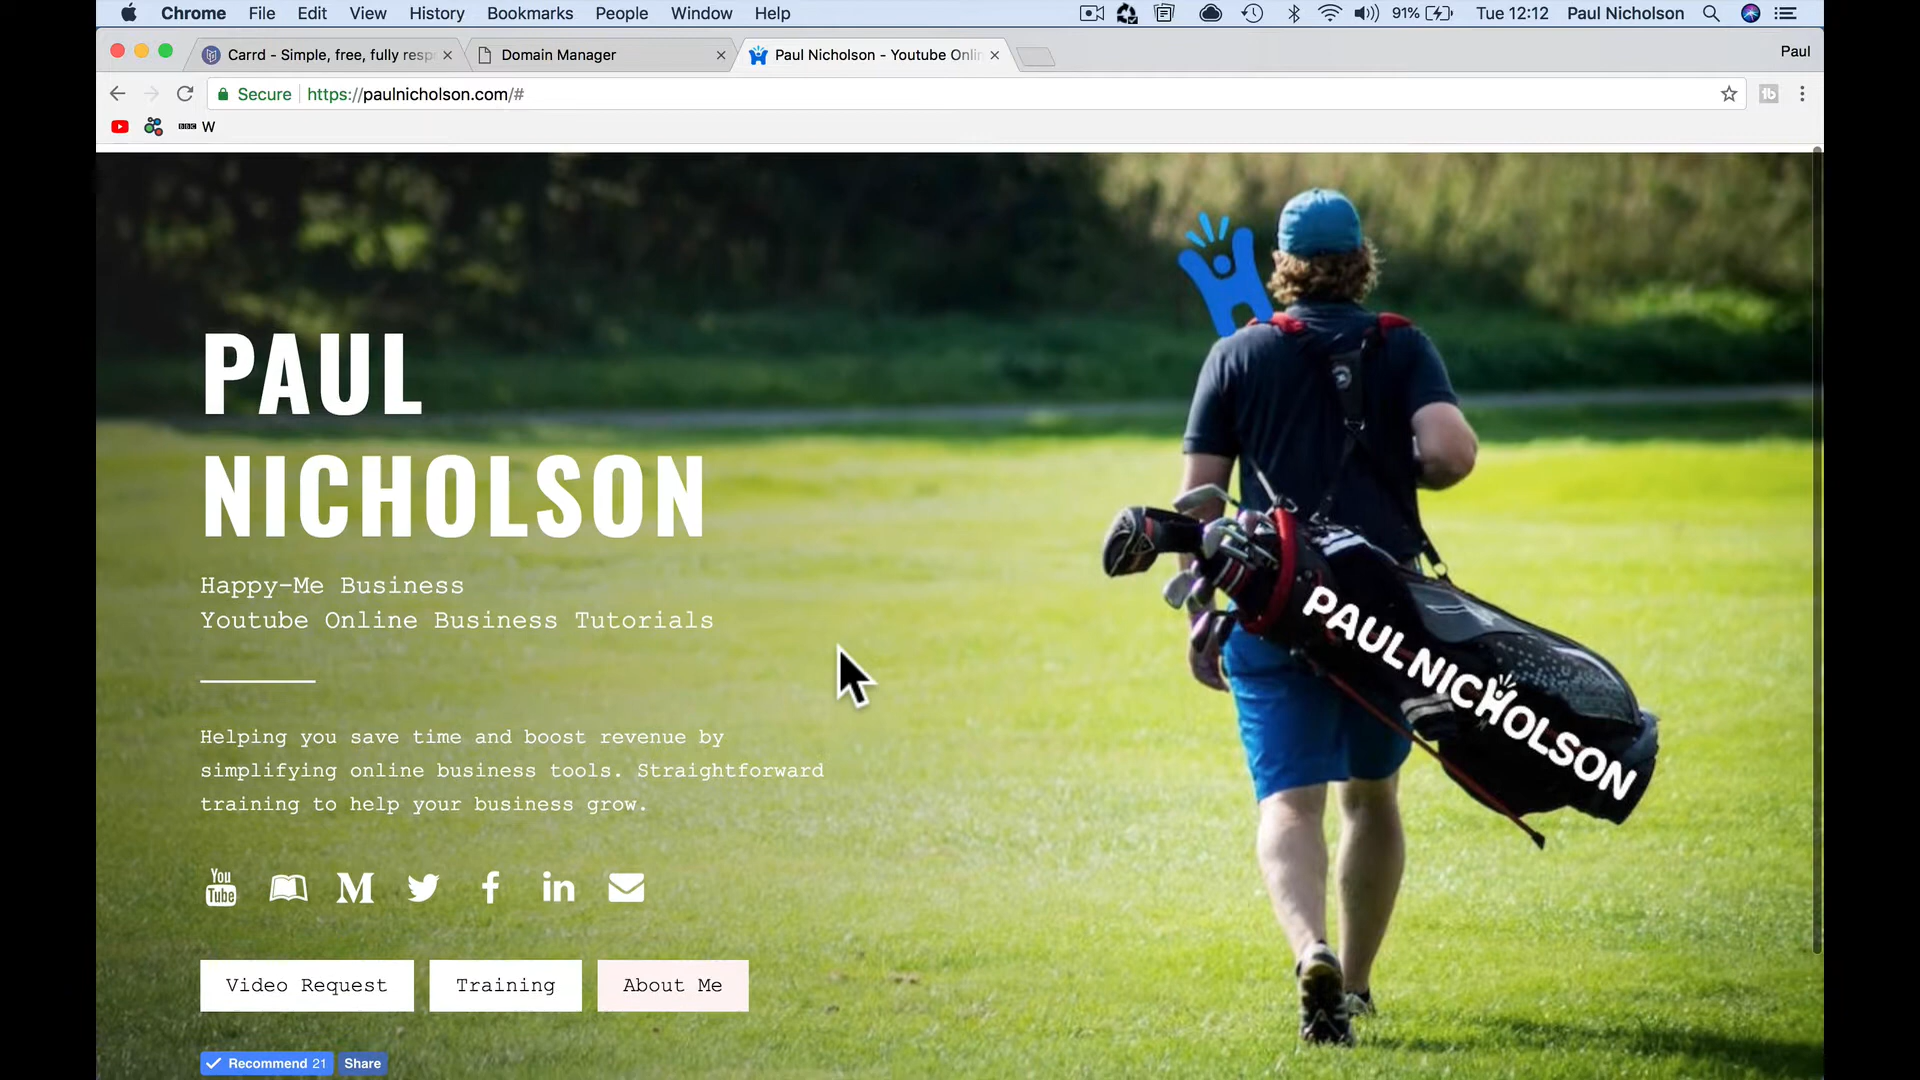 Chrome File Edit View History Bookmarks People Window Help 91% Tue 12:12 Paul Nicholson
Carrd - Simple, free, fully resp Domain Manager Paul Nicholson - Youtube Onli Paul
Secure https://paulnicholson.com/#
BBC W
PAUL
NICHOLSON
Happy-Me Business
Youtube Online Business Tutorials
Helping you save time and boost revenue by
simplifying online business tools. Straightforward
training to help your business grow.
PAUL NICHOLSON
You
Tube
M
in
Video Request Training About Me
Recommend 21 Share